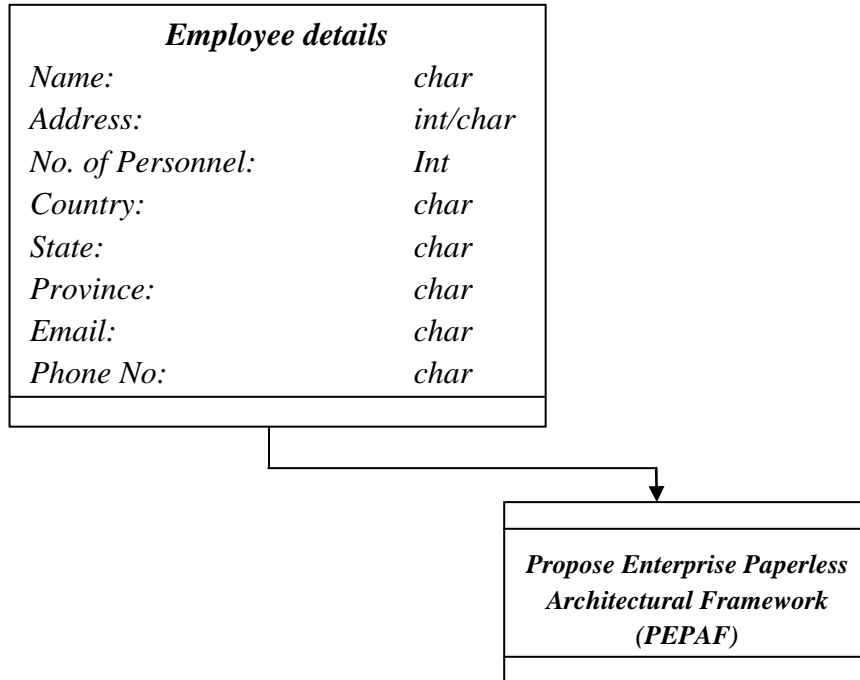 Employee details
Name: char
Address: int/char
No. of Personnel: Int
Country: char
State: char
Province: char
Email: char
Phone No: char
Propose Enterprise Paperless
Architectural Framework
(PEPAF)